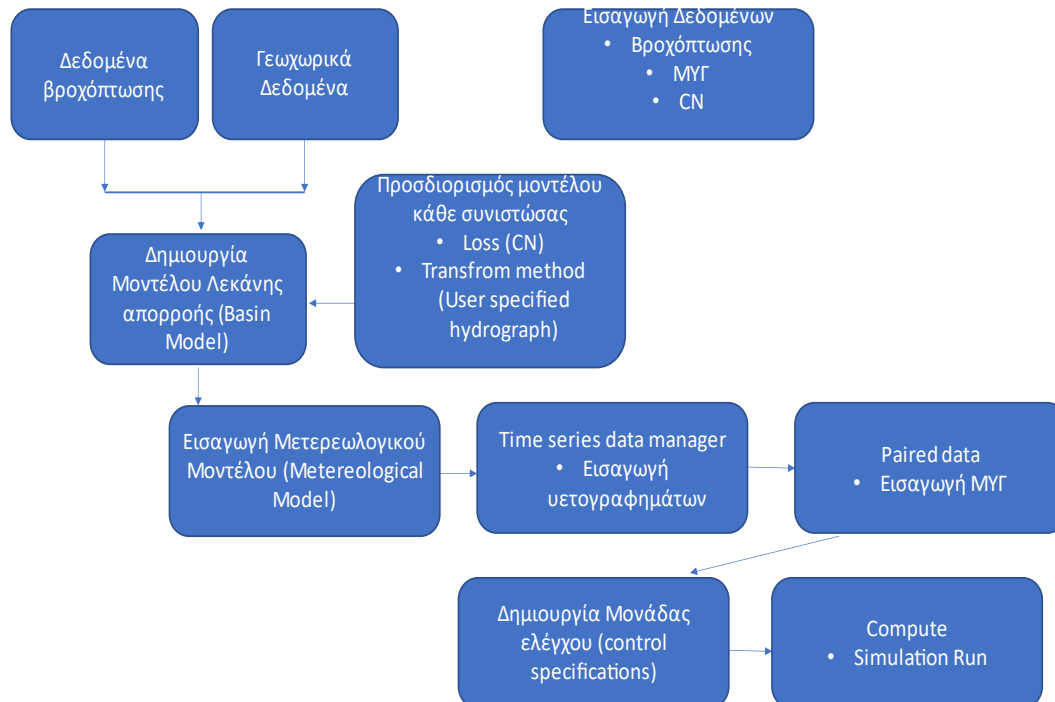 Δεδομένα
βροχόπτωσης
Γεωχωρικά
Δεδομένα
Εισαγωγή Δεδομένων
• Βροχόπτωσης
• ΜΥΓ
• CN
Προσδιορισμός μοντέλου
κάθε συνιστώσας
• Loss (CN)
• Transfrom method
(User specified
hydrograph)
Δημιουργία
Μοντέλου Λεκάνης
απορροής (Basin
Model)
Εισαγωγή Μετερεωλογικού
Μοντέλου (Metereological
Model)
Time series data manager
• Εισαγωγή
υετογραφημάτων
Paired data
• Εισαγωγή ΜΥΓ
Δημιουργία Μονάδας
ελέγχου (control
specifications)
Compute
• Simulation Run